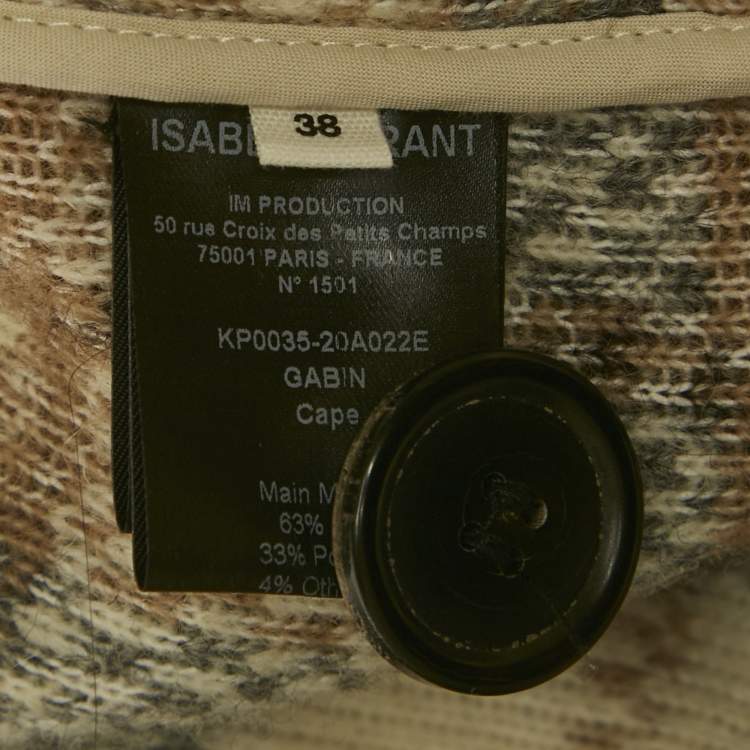 38
ISAB RANT
IM PRODUCTION
50 rue Croix des Petits Champs
75001 PARIS - FRANCE
N° 1501
KP0035-20A022E
GABIN
Cape
Main M
63%
33% Po
4% Oth